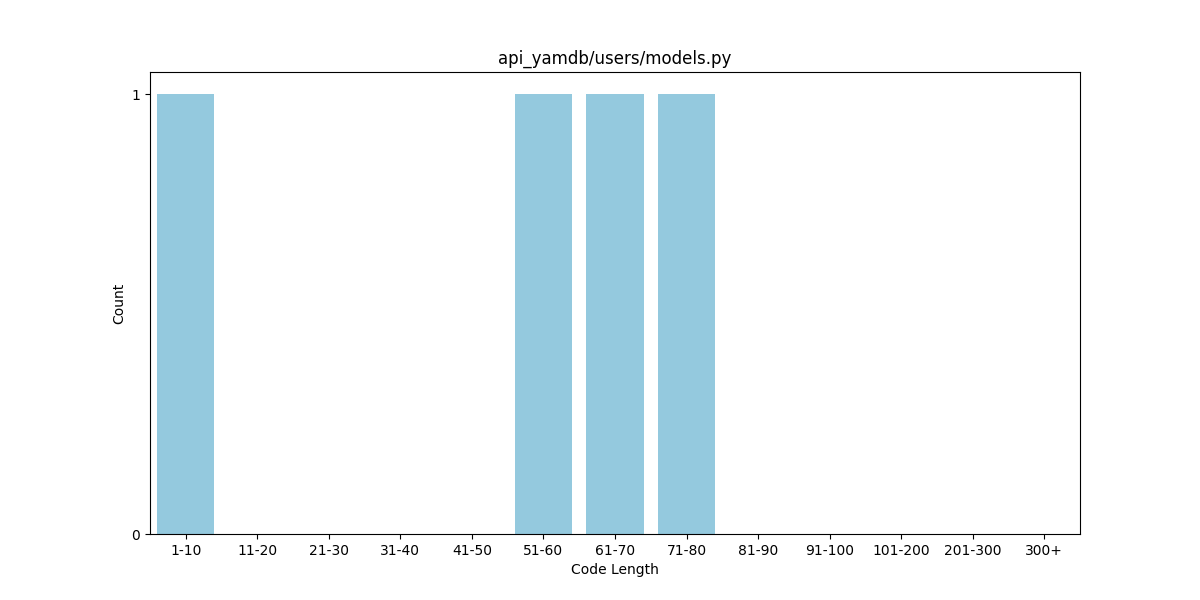 api_yamdb/users/models.py
1
Count
0
1-10 11-20 21-30 31-40 41-50 51-60 61-70 71-80 81-90 91-100 101-200 201-300 300+
Code Length